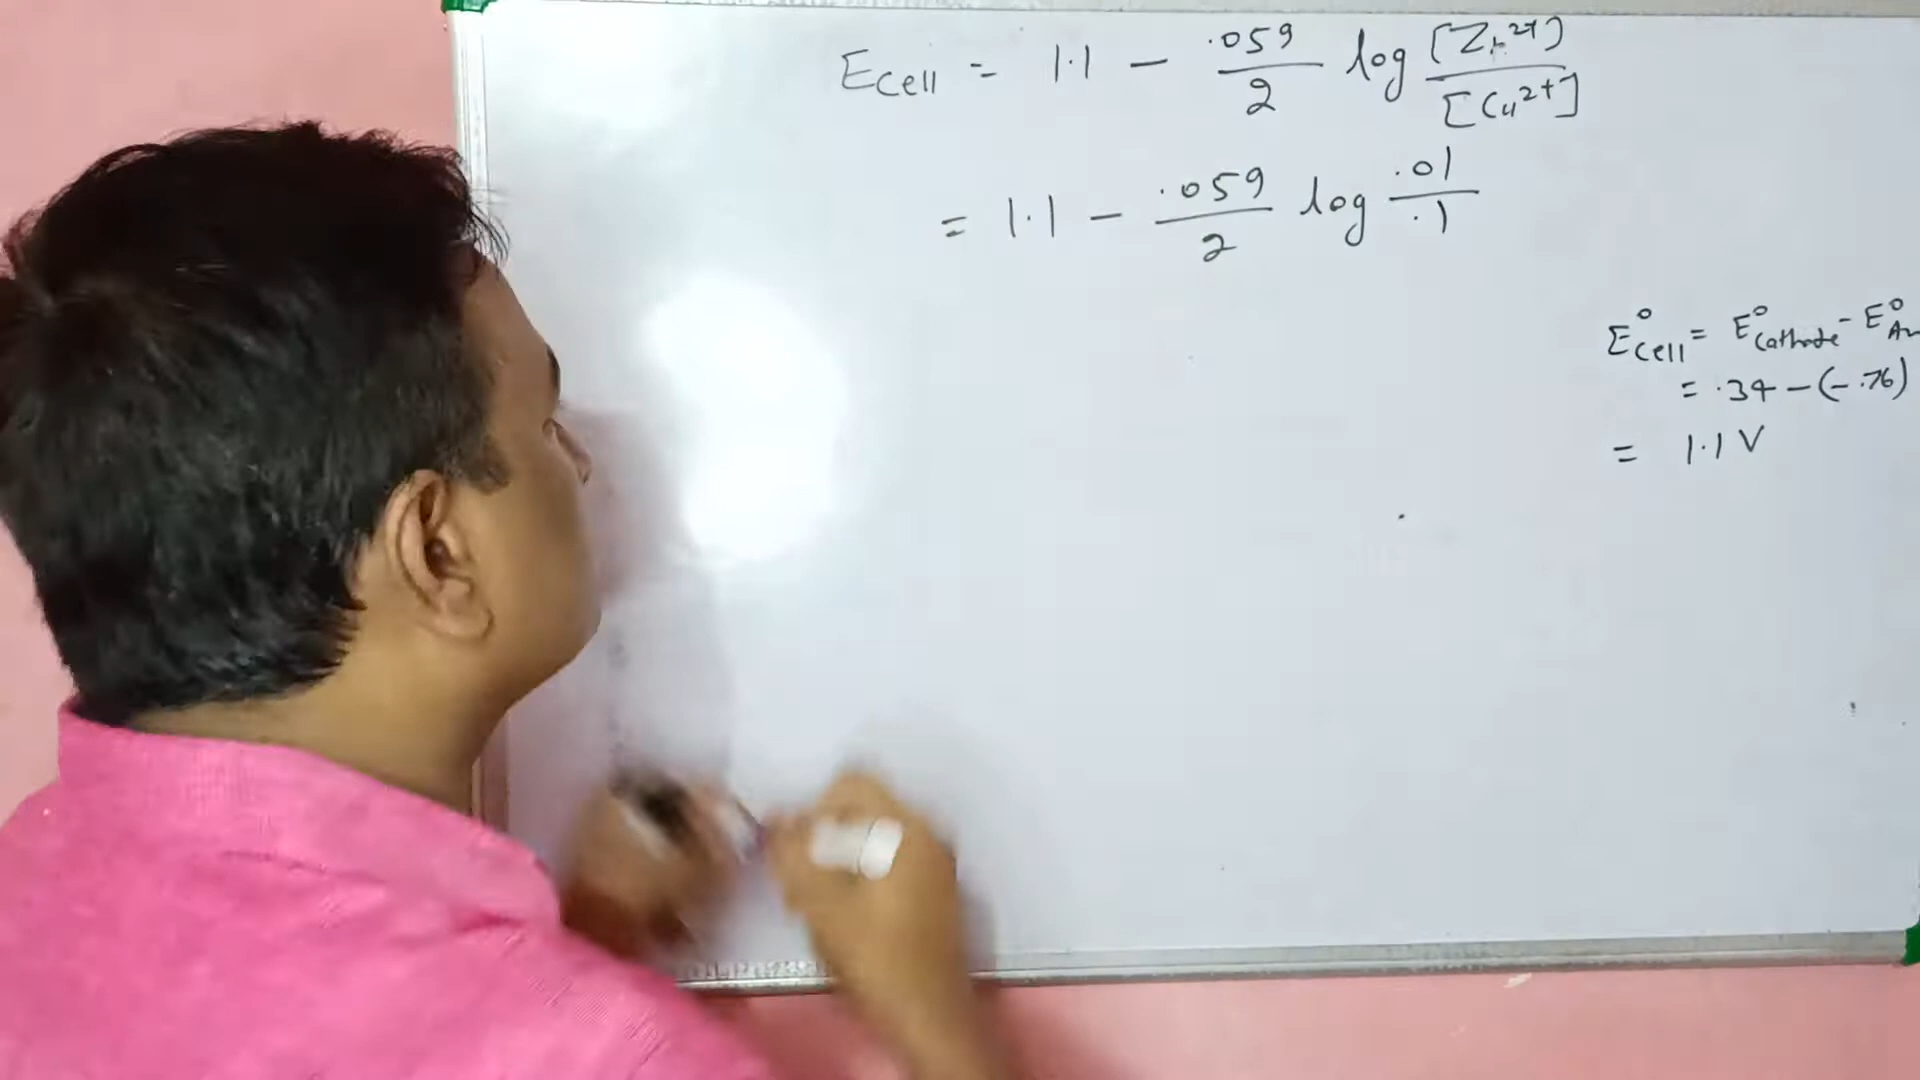 Ecell = 1.1 - .059/2 log [Zn2+]/[Cu2+]
= 1.1 - .059/2 log .01/.1
E°cell = E°Cathode - E°An
= .34 - (-.76)
= 1.1 V